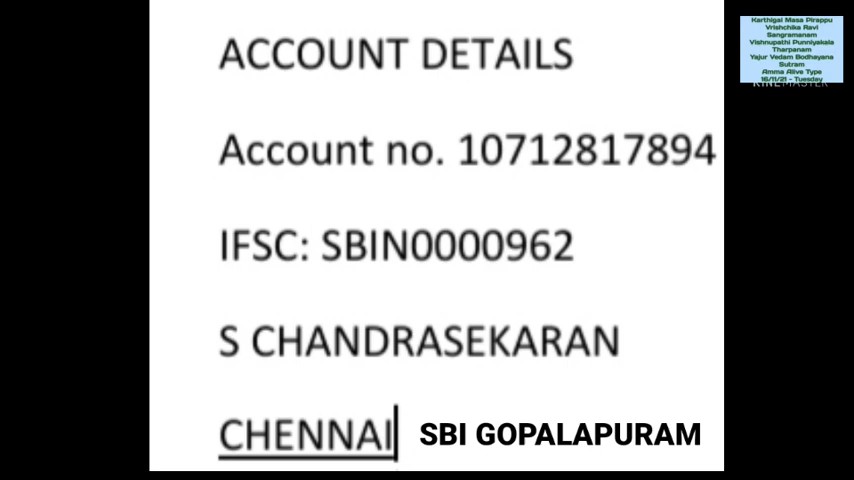 ACCOUNT DETAILS
Account no. 10712817894
IFSC: SBIN0000962
S CHANDRASEKARAN
CHENNAI SBI GOPALAPURAM
Karthigai Masa Pirappu
Vrishchika Ravi
Sangramanam
Vishnupathi Punniyakala
Tharpanam
Yajur Vedam Bodhayana
Sutram
Amma Alive Type
16/11/21 - Tuesday
KINEMASTER